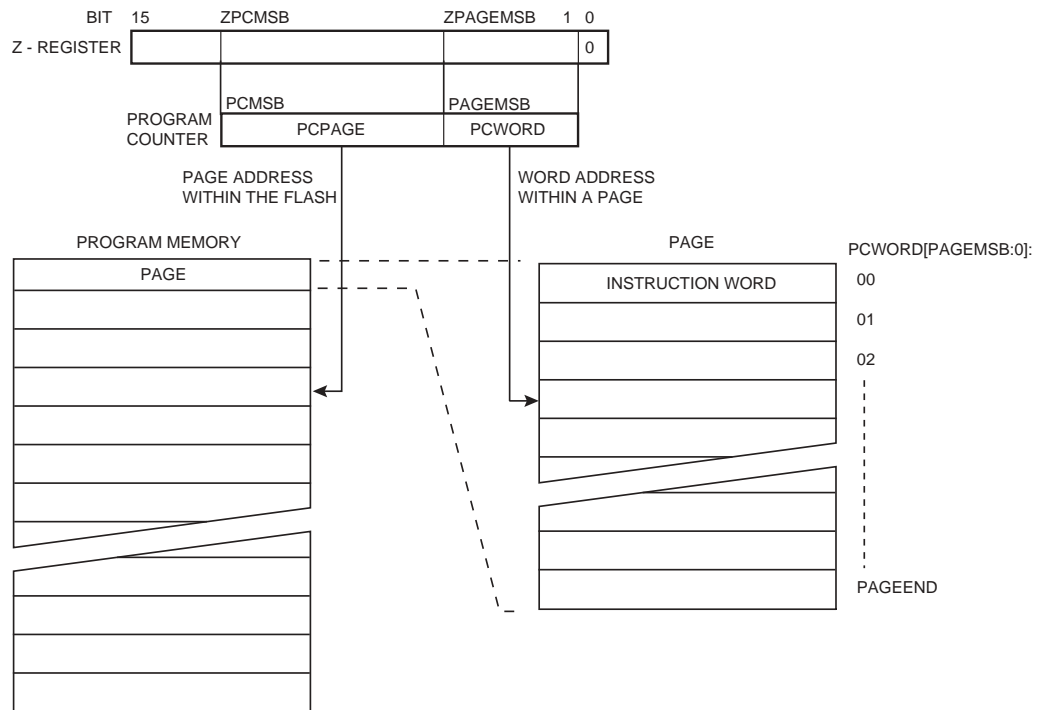 BIT 15 ZPCMSB ZPAGEMSB 1 0
Z - REGISTER 0
PCMSB PAGEMSB
PROGRAM
COUNTER
PCPAGE PCWORD
PAGE ADDRESS
WITHIN THE FLASH
WORD ADDRESS
WITHIN A PAGE
PROGRAM MEMORY
PAGE
PAGE
INSTRUCTION WORD
PCWORD[PAGEMSB:0]:
00
01
02
PAGEEND